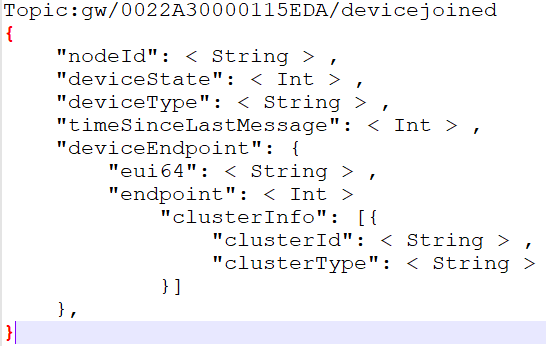 Topic:gw/0022A30000115EDA/devicejoined
{
"nodeId": < String > ,
"deviceState": < Int > ,
"deviceType": < String > ,
"timeSinceLastMessage": < Int > ,
"deviceEndpoint": {
"eui64": < String > ,
"endpoint": < Int >
"clusterInfo": [{
"clusterId": < String > ,
"clusterType": < String >
}]
},
}